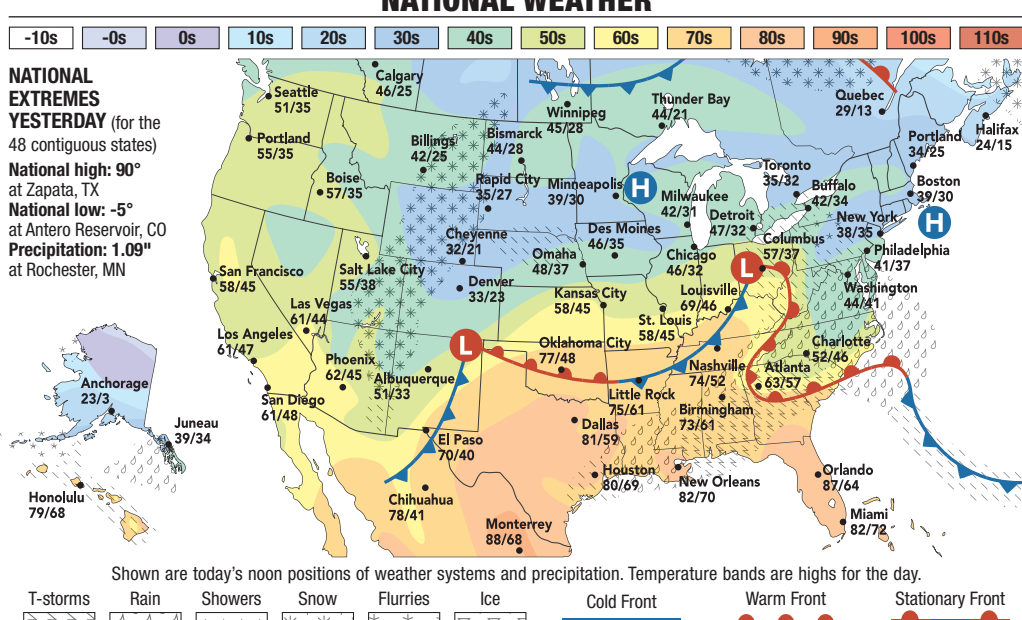 NATIONAL WEATHER
-10s -0s 0s 10s 20s 30s 40s 50s 60s 70s 80s 90s 100s 110s
NATIONAL
EXTREMES
YESTERDAY (for the
48 contiguous states)
National high: 90°
at Zapata, TX
National low: -5°
at Antero Reservoir, CO
Precipitation: 1.09"
at Rochester, MN
Seattle
51/35
Calgary
46/25
Winnipeg
45/28
Thunder Bay
44/21
Quebec
29/13
Halifax
24/15
Portland
55/35
Billings
42/25
Bismarck
44/28
Portland
34/25
Boise
57/35
Rapid City
35/27
Minneapolis
39/30
H
Milwaukee
42/31
Toronto
35/32
Buffalo
42/34
Boston
39/30
H
Detroit
47/32
New York
38/35
Cheyenne
32/21
Des Moines
46/35
Omaha
48/37
Chicago
46/32
Columbus
57/37
L
Philadelphia
41/37
San Francisco
58/45
Salt Lake City
55/38
Denver
33/23
Kansas City
58/45
St. Louis
58/45
Louisville
69/46
Washington
44/41
Las Vegas
61/44
Los Angeles
61/47
Phoenix
62/45
Albuquerque
51/33
L
Oklahoma City
77/48
Nashville
74/52
Charlotte
52/46
Atlanta
63/57
San Diego
61/48
Little Rock
75/61
Birmingham
73/61
Anchorage
23/3
Juneau
39/34
El Paso
70/40
Dallas
81/59
Houston
80/69
New Orleans
82/70
Orlando
87/64
Honolulu
79/68
Chihuahua
78/41
Monterrey
88/68
Miami
82/72
Shown are today's noon positions of weather systems and precipitation. Temperature bands are highs for the day.
T-storms Rain Showers Snow Flurries Ice Cold Front Warm Front Stationary Front